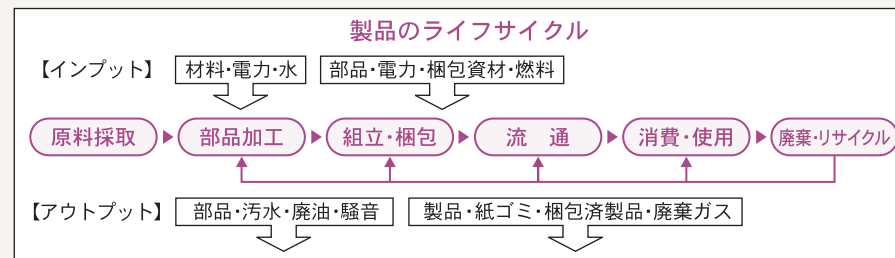 製品のライフサイクル
【インプット】 材料・電力・水 部品・電力・梱包資材・燃料
原料採取 部品加工 組立・梱包 流 通 消費・使用 廃棄・リサイクル
【アウトプット】 部品・汚水・廃油・騒音 製品・紙ゴミ・梱包済製品・廃棄ガス